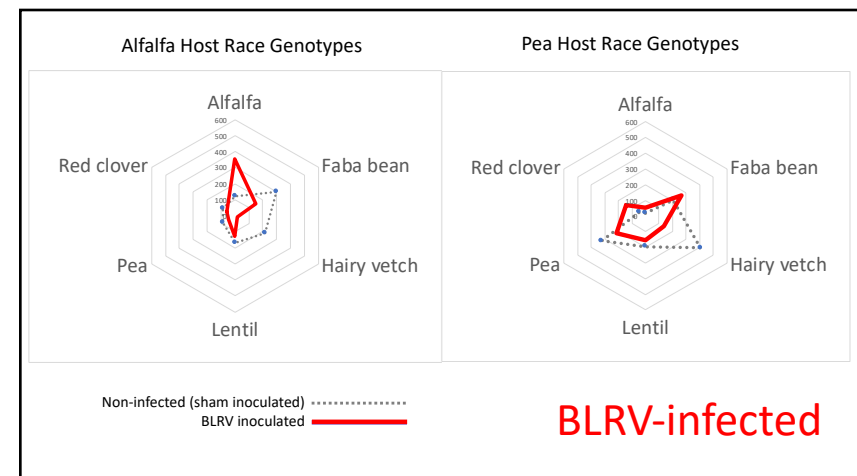 Alfalfa Host Race Genotypes
Pea Host Race Genotypes
Alfalfa
600
500
400
300
200
100
0
Faba bean
Hairy vetch
Lentil
Pea
Red clover
Alfalfa
600
500
400
300
200
100
0
Faba bean
Hairy vetch
Lentil
Pea
Red clover
Non-infected (sham inoculated)
BLRV inoculated
BLRV-infected